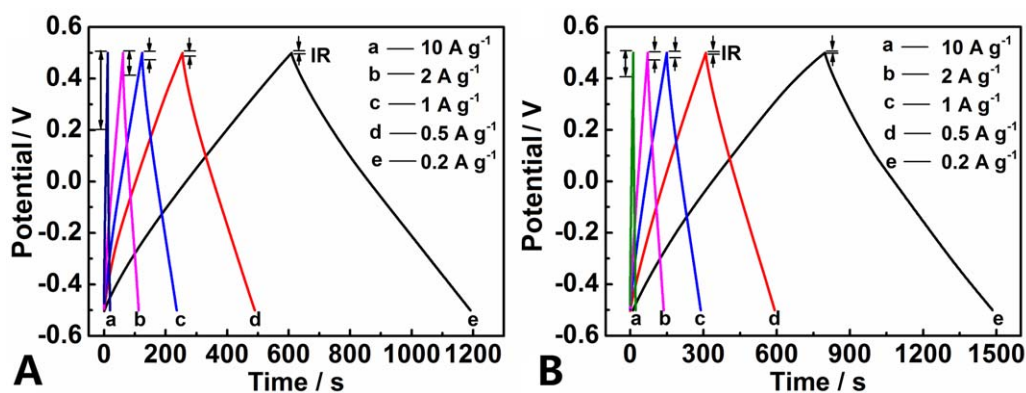 0.6
0.4
0.2
0.0
-0.2
-0.4
-0.6
Potential / V
IR
a — 10 A g⁻¹
b — 2 A g⁻¹
c — 1 A g⁻¹
d — 0.5 A g⁻¹
e — 0.2 A g⁻¹
a b c d e
0 200 400 600 800 1000 1200
Time / s
A
0.6
0.4
0.2
0.0
-0.2
-0.4
-0.6
Potential / V
IR
a — 10 A g⁻¹
b — 2 A g⁻¹
c — 1 A g⁻¹
d — 0.5 A g⁻¹
e — 0.2 A g⁻¹
a b c d e
0 300 600 900 1200 1500
Time / s
B